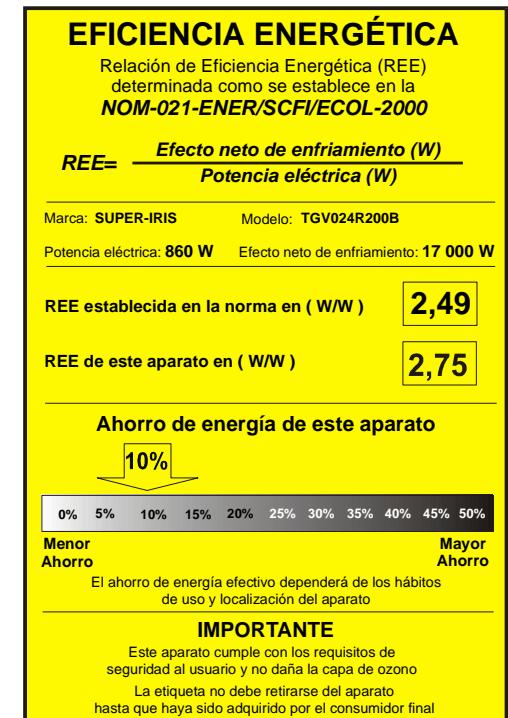 EFICIENCIA ENERGÉTICA
Relación de Eficiencia Energética (REE)
determinada como se establece en la
NOM-021-ENER/SCFI/ECOL-2000
REE= Efecto neto de enfriamiento (W)
Potencia eléctrica (W)
Marca: SUPER-IRIS Modelo: TGV024R200B
Potencia eléctrica: 860 W Efecto neto de enfriamiento: 17 000 W
REE establecida en la norma en ( W/W ) 2,49
REE de este aparato en ( W/W ) 2,75
Ahorro de energía de este aparato
10%
0% 5% 10% 15% 20% 25% 30% 35% 40% 45% 50%
Menor Mayor
Ahorro Ahorro
El ahorro de energía efectivo dependerá de los hábitos
de uso y localización del aparato
IMPORTANTE
Este aparato cumple con los requisitos de
seguridad al usuario y no daña la capa de ozono
La etiqueta no debe retirarse del aparato
hasta que haya sido adquirido por el consumidor final